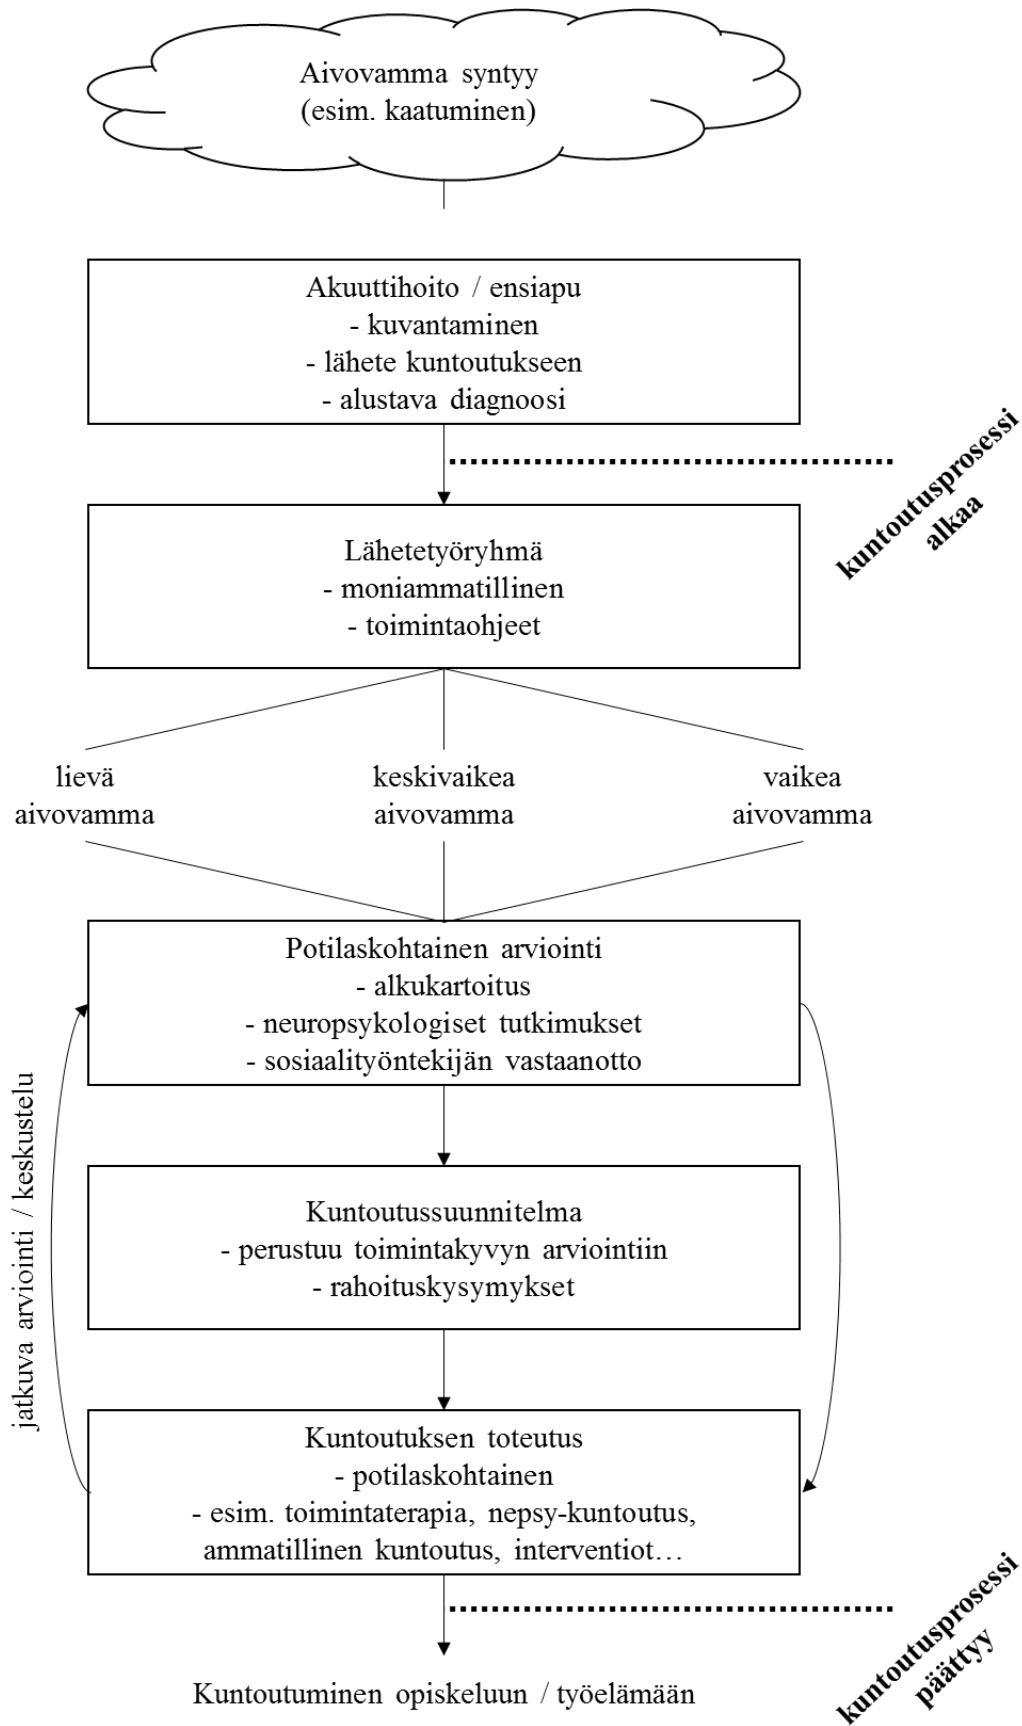 Aivovamma syntyy
(esim. kaatuminen)
Akuuttihoito / ensiapu
- kuvantaminen
- lähete kuntoutukseen
- alustava diagnoosi
kuntoutusprosessi
alkaa
Lähetetyöryhmä
- moniammatillinen
- toimintaohjeet
lievä
aivovamma
keskivaikea
aivovamma
vaikea
aivovamma
Potilaskohtainen arviointi
- alkukartoitus
- neuropsykologiset tutkimukset
- sosiaalityöntekijän vastaanotto
jatkuva arviointi / keskustelu
Kuntoutussuunnitelma
- perustuu toimintakyvyn arviointiin
- rahoituskysymykset
Kuntoutuksen toteutus
- potilaskohtainen
- esim. toimintaterapia, nepsy-kuntoutus,
ammatillinen kuntoutus, interventiot…
kuntoutusprosessi
päättyy
Kuntoutuminen opiskeluun / työelämään